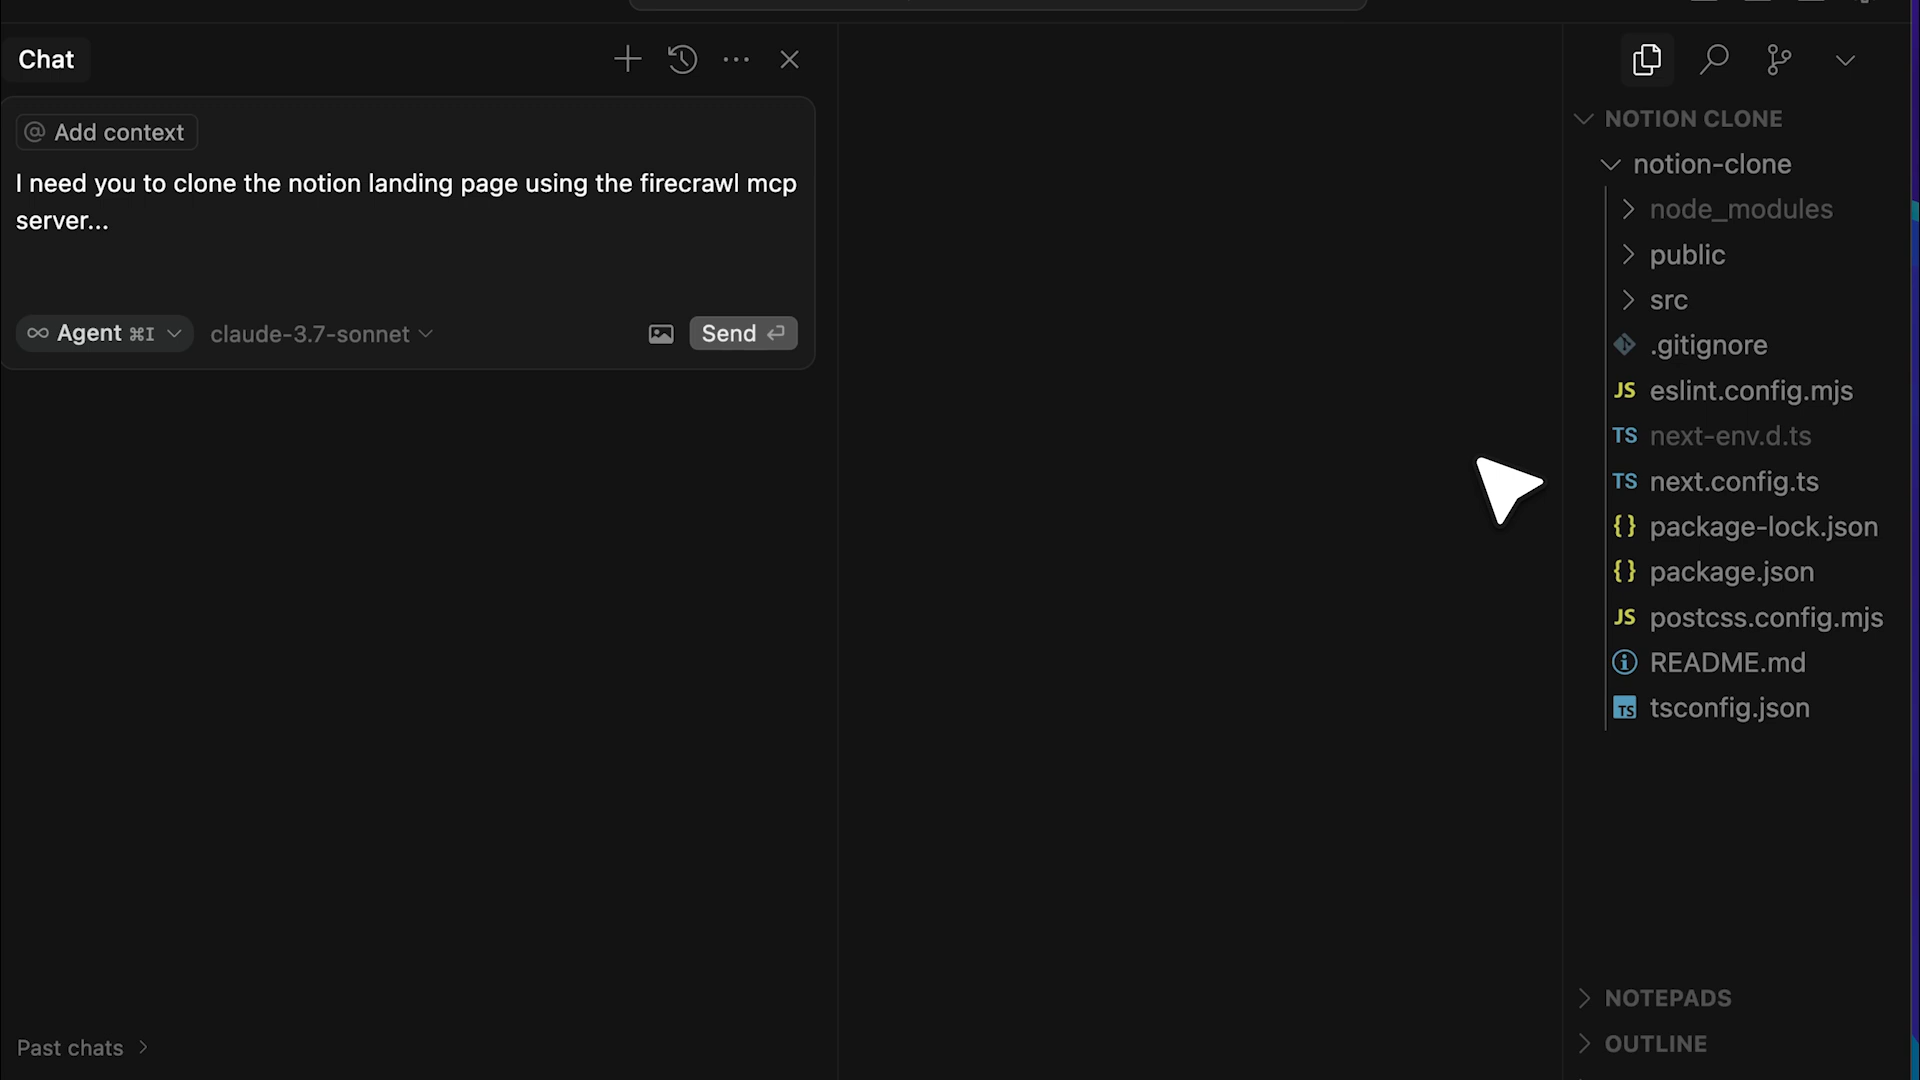 Chat
@ Add context
I need you to clone the notion landing page using the firecrawl mcp
server...
∞ Agent ⌘I
claude-3.7-sonnet
Send
Past chats
NOTION CLONE
notion-clone
node_modules
public
src
.gitignore
JS eslint.config.mjs
TS next-env.d.ts
TS next.config.ts
{} package-lock.json
{} package.json
JS postcss.config.mjs
README.md
TS tsconfig.json
NOTEPADS
OUTLINE